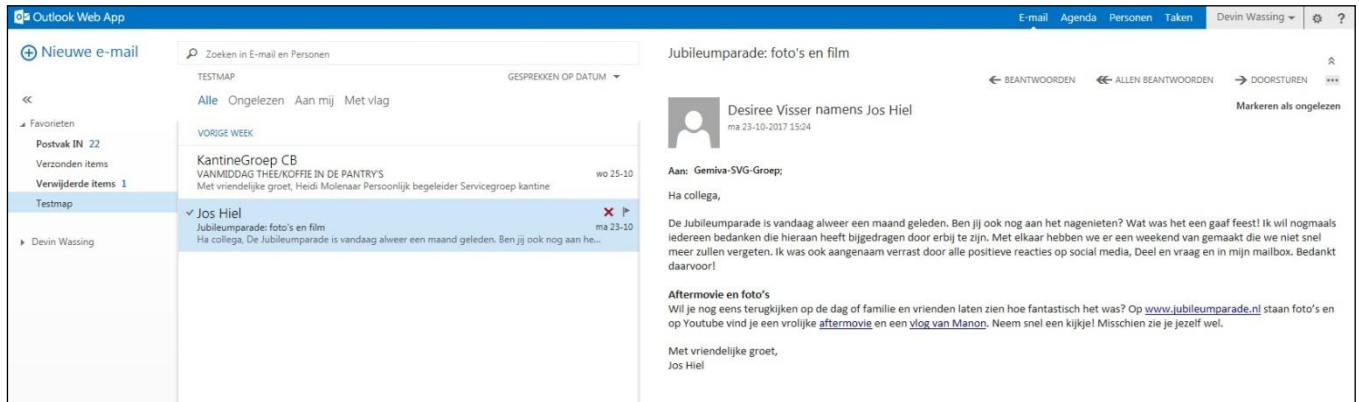 Outlook Web App
E-mail Agenda Personen Taken Devin Wassing ?
Nieuwe e-mail
Favorieten
Postvak IN 22
Verzonden items
Verwijderde items 1
Testmap
Devin Wassing
Zoeken in E-mail en Personen
TESTMAP GESPREKKEN OP DATUM
Alle Ongelezen Aan mij Met vlag
VORIGE WEEK
KantineGroep CB
VANMIDDAG THEE/KOFFIE IN DE PANTRY'S wo 25-10
Met vriendelijke groet, Heidi Molenaar Persoonlijk begeleider Servicegroep kantine
Jos Hiel
Jubileumparade: foto's en film ma 23-10
Ha collega, De Jubileumparade is vandaag alweer een maand geleden. Ben jij ook nog aan he...
Jubileumparade: foto's en film
BEANTWOORDEN ALLEN BEANTWOORDEN DOORSTUREN ...
Desiree Visser namens Jos Hiel Markeren als ongelezen
ma 23-10-2017 15:24
Aan: Gemiva-SVG-Groep;
Ha collega,
De Jubileumparade is vandaag alweer een maand geleden. Ben jij ook nog aan het nagenieten? Wat was het een gaaf feest! Ik wil nogmaals
iedereen bedanken die hieraan heeft bijgedragen door erbij te zijn. Met elkaar hebben we er een weekend van gemaakt die we niet snel
meer zullen vergeten. Ik was ook aangenaam verrast door alle positieve reacties op social media, Deel en vraag en in mijn mailbox. Bedankt
daarvoor!
Aftermovie en foto's
Wil je nog eens terugkijken op de dag of familie en vrienden laten zien hoe fantastisch het was? Op www.jubileumparade.nl staan foto's en
op Youtube vind je een vrolijke aftermovie en een vlog van Manon. Neem snel een kijkje! Misschien zie je jezelf wel.
Met vriendelijke groet,
Jos Hiel